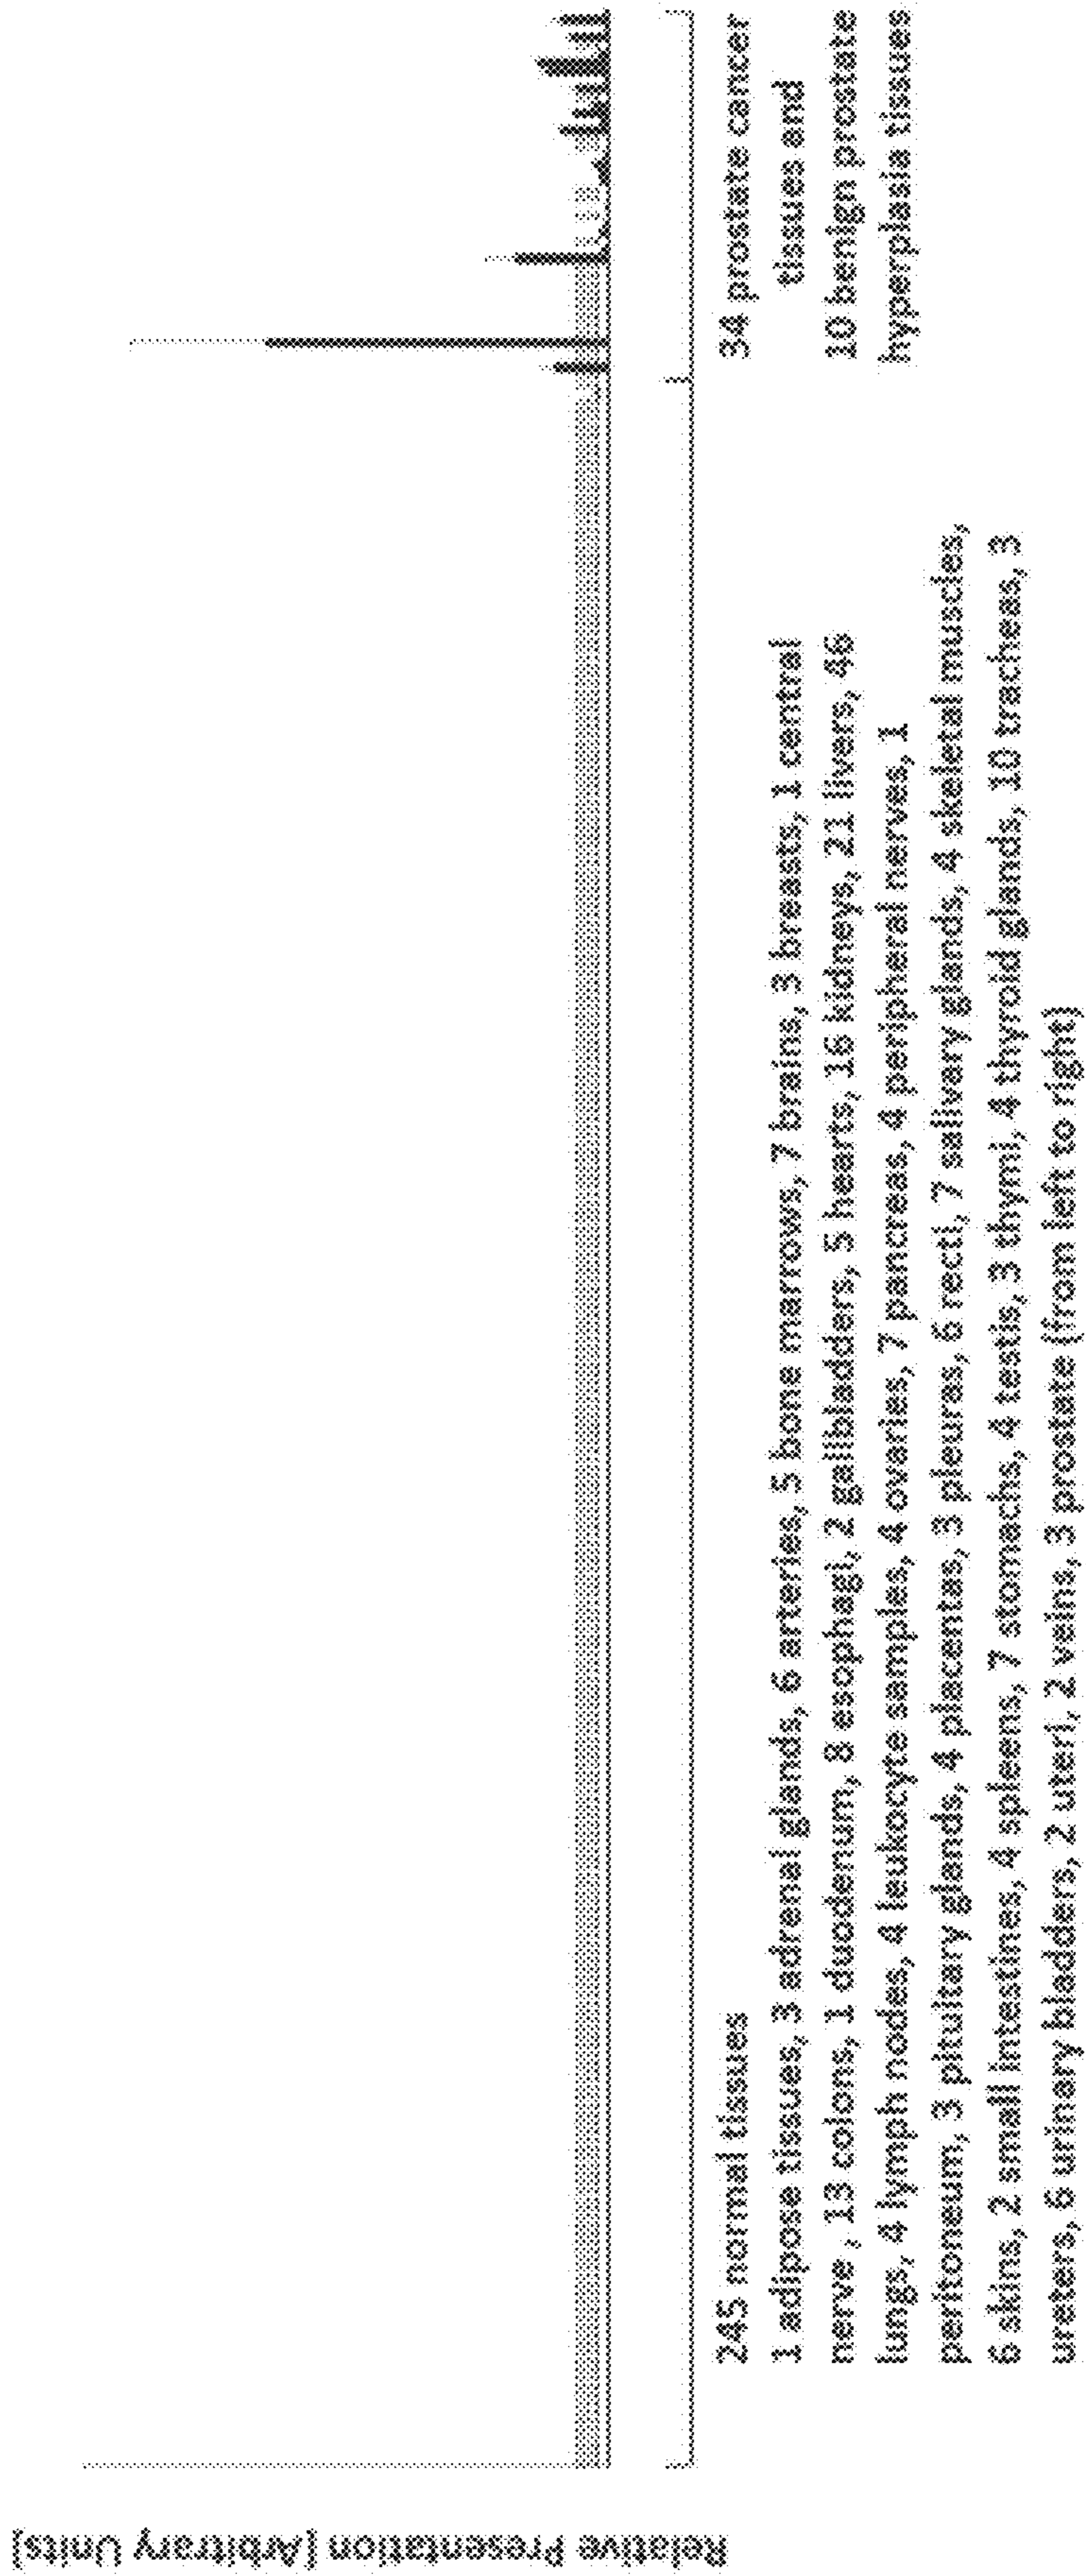 Relative Presentation [Arbitrary Units]
245 normal tissues
1 adipose tissues, 3 adrenal glands, 6 arteries, 5 bone marrows, 7 brains, 3 breasts, 1 central
nerve , 13 colons, 1 duodenum, 8 esophagi, 2 gallbladders, 5 hearts, 16 kidneys, 21 livers, 46
lungs, 4 lymph nodes, 4 leukocyte samples, 4 ovaries, 7 pancreas, 4 peripheral nerves, 1
peritoneum, 3 pituitary glands, 4 placentas, 3 pleuras, 6 recti, 7 salivary glands, 4 skeletal muscles,
6 skins, 2 small intestines, 4 spleens, 7 stomachs, 4 testis, 3 thymi, 4 thyroid glands, 10 tracheas, 3
ureters, 6 urinary bladders, 2 uteri, 2 veins, 3 prostate (from left to right)
34 prostate cancer
tissues and
10 benign prostate
hyperplasia tissues